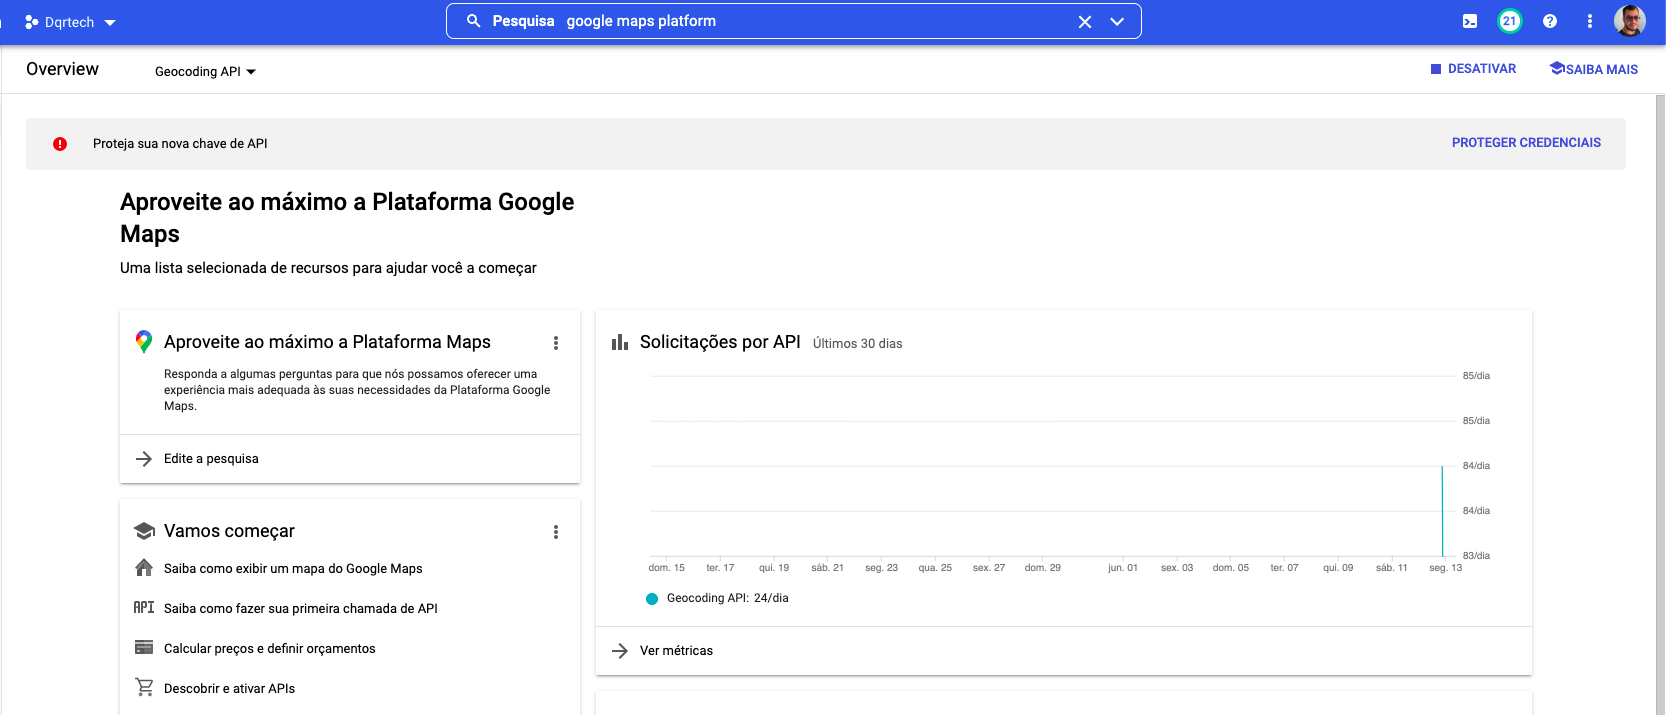 Dqrtech
Pesquisa google maps platform
21
Overview
Geocoding API
DESATIVAR
SAIBA MAIS
Proteja sua nova chave de API
PROTEGER CREDENCIAIS
Aproveite ao máximo a Plataforma Google
Maps
Uma lista selecionada de recursos para ajudar você a começar
Aproveite ao máximo a Plataforma Maps
Responda a algumas perguntas para que nós possamos oferecer uma
experiência mais adequada às suas necessidades da Plataforma Google
Maps.
Edite a pesquisa
Vamos começar
Saiba como exibir um mapa do Google Maps
API Saiba como fazer sua primeira chamada de API
Calcular preços e definir orçamentos
Descobrir e ativar APIs
Solicitações por API Últimos 30 dias
85/dia
85/dia
84/dia
84/dia
83/dia
dom. 15 ter. 17 qui. 19 sáb. 21 seg. 23 qua. 25 sex. 27 dom. 29 jun. 01 sex. 03 dom. 05 ter. 07 qui. 09 sáb. 11 seg. 13
Geocoding API: 24/dia
Ver métricas